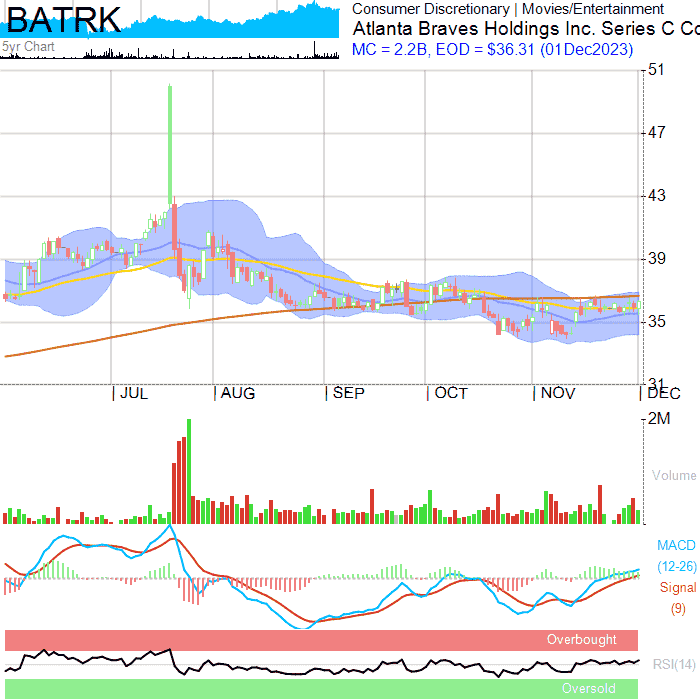 BATRK
5yr Chart
Consumer Discretionary | Movies/Entertainment
Atlanta Braves Holdings Inc. Series C Co
MC = 2.2B, EOD = $36.31 (01Dec2023)
51
47
43
39
35
31
JUL
AUG
SEP
OCT
NOV
DEC
2M
Volume
MACD
(12-26)
Signal
(9)
Overbought
RSI(14)
Oversold